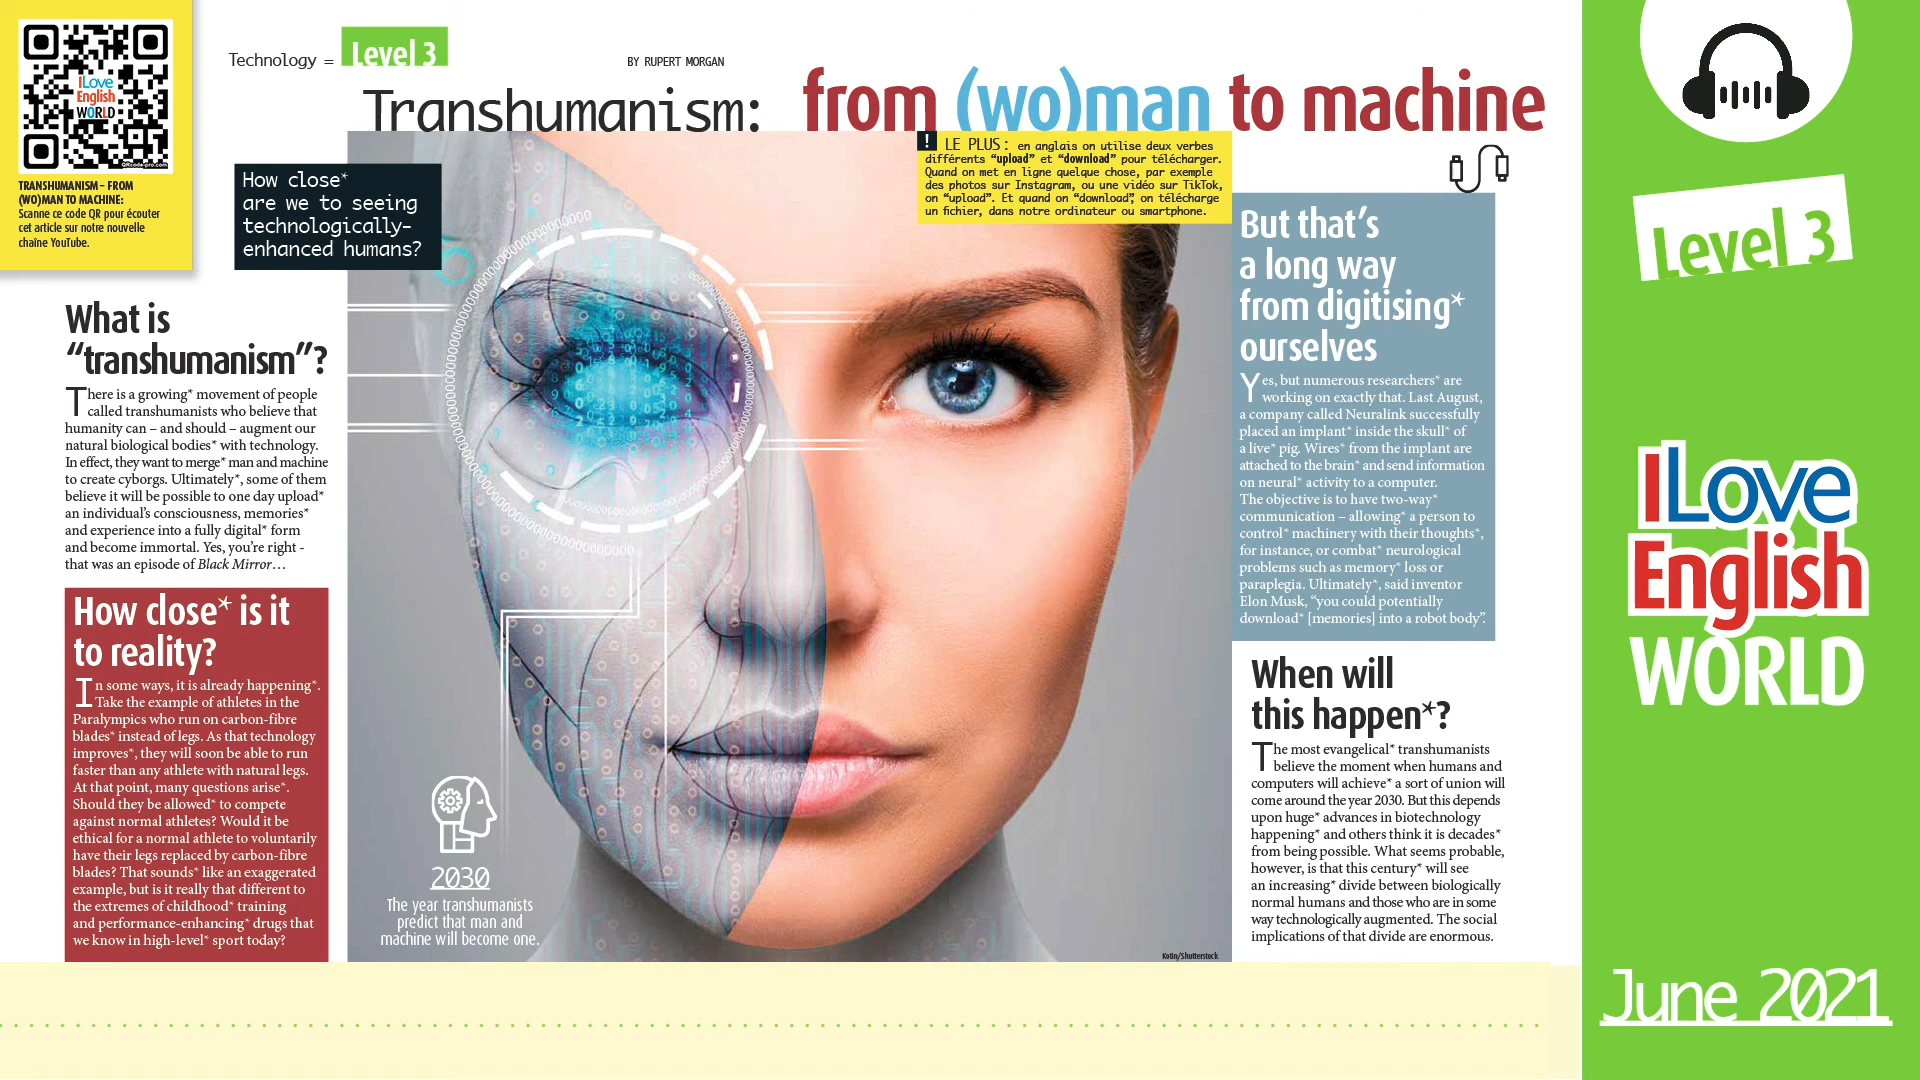 ILove
English
WORLD
QRcode-pro.com
TRANSHUMANISM – FROM
(WO)MAN TO MACHINE:
Scanne ce code QR pour écouter
cet article sur notre nouvelle
chaîne YouTube.
Technology =
Level 3
BY RUPERT MORGAN
Transhumanism: from (wo)man to machine
How close*
are we to seeing
technologically-
enhanced humans?
! LE PLUS : en anglais on utilise deux verbes
différents “upload” et “download” pour télécharger.
Quand on met en ligne quelque chose, par exemple
des photos sur Instagram, ou une vidéo sur TikTok,
on “upload”. Et quand on “download”, on télécharge
un fichier, dans notre ordinateur ou smartphone.
What is
“transhumanism”?
There is a growing* movement of people
called transhumanists who believe that
humanity can – and should – augment our
natural biological bodies* with technology.
In effect, they want to merge* man and machine
to create cyborgs. Ultimately*, some of them
believe it will be possible to one day upload*
an individual’s consciousness, memories*
and experience into a fully digital* form
and become immortal. Yes, you’re right -
that was an episode of Black Mirror…
How close* is it
to reality?
In some ways, it is already happening*.
Take the example of athletes in the
Paralympics who run on carbon-fibre
blades* instead of legs. As that technology
improves*, they will soon be able to run
faster than any athlete with natural legs.
At that point, many questions arise*.
Should they be allowed* to compete
against normal athletes? Would it be
ethical for a normal athlete to voluntarily
have their legs replaced by carbon-fibre
blades? That sounds* like an exaggerated
example, but is it really that different to
the extremes of childhood* training
and performance-enhancing* drugs that
we know in high-level* sport today?
2030
The year transhumanists
predict that man and
machine will become one.
Kotin/Shutterstock
But that’s
a long way
from digitising*
ourselves
Yes, but numerous researchers* are
working on exactly that. Last August,
a company called Neuralink successfully
placed an implant* inside the skull* of
a live* pig. Wires* from the implant are
attached to the brain* and send information
on neural* activity to a computer.
The objective is to have two-way*
communication – allowing* a person to
control* machinery with their thoughts*,
for instance, or combat* neurological
problems such as memory* loss or
paraplegia. Ultimately*, said inventor
Elon Musk, “you could potentially
download* [memories] into a robot body”.
When will
this happen*?
The most evangelical* transhumanists
believe the moment when humans and
computers will achieve* a sort of union will
come around the year 2030. But this depends
upon huge* advances in biotechnology
happening* and others think it is decades*
from being possible. What seems probable,
however, is that this century* will see
an increasing* divide between biologically
normal humans and those who are in some
way technologically augmented. The social
implications of that divide are enormous.
Level 3
ILove
English
WORLD
June 2021